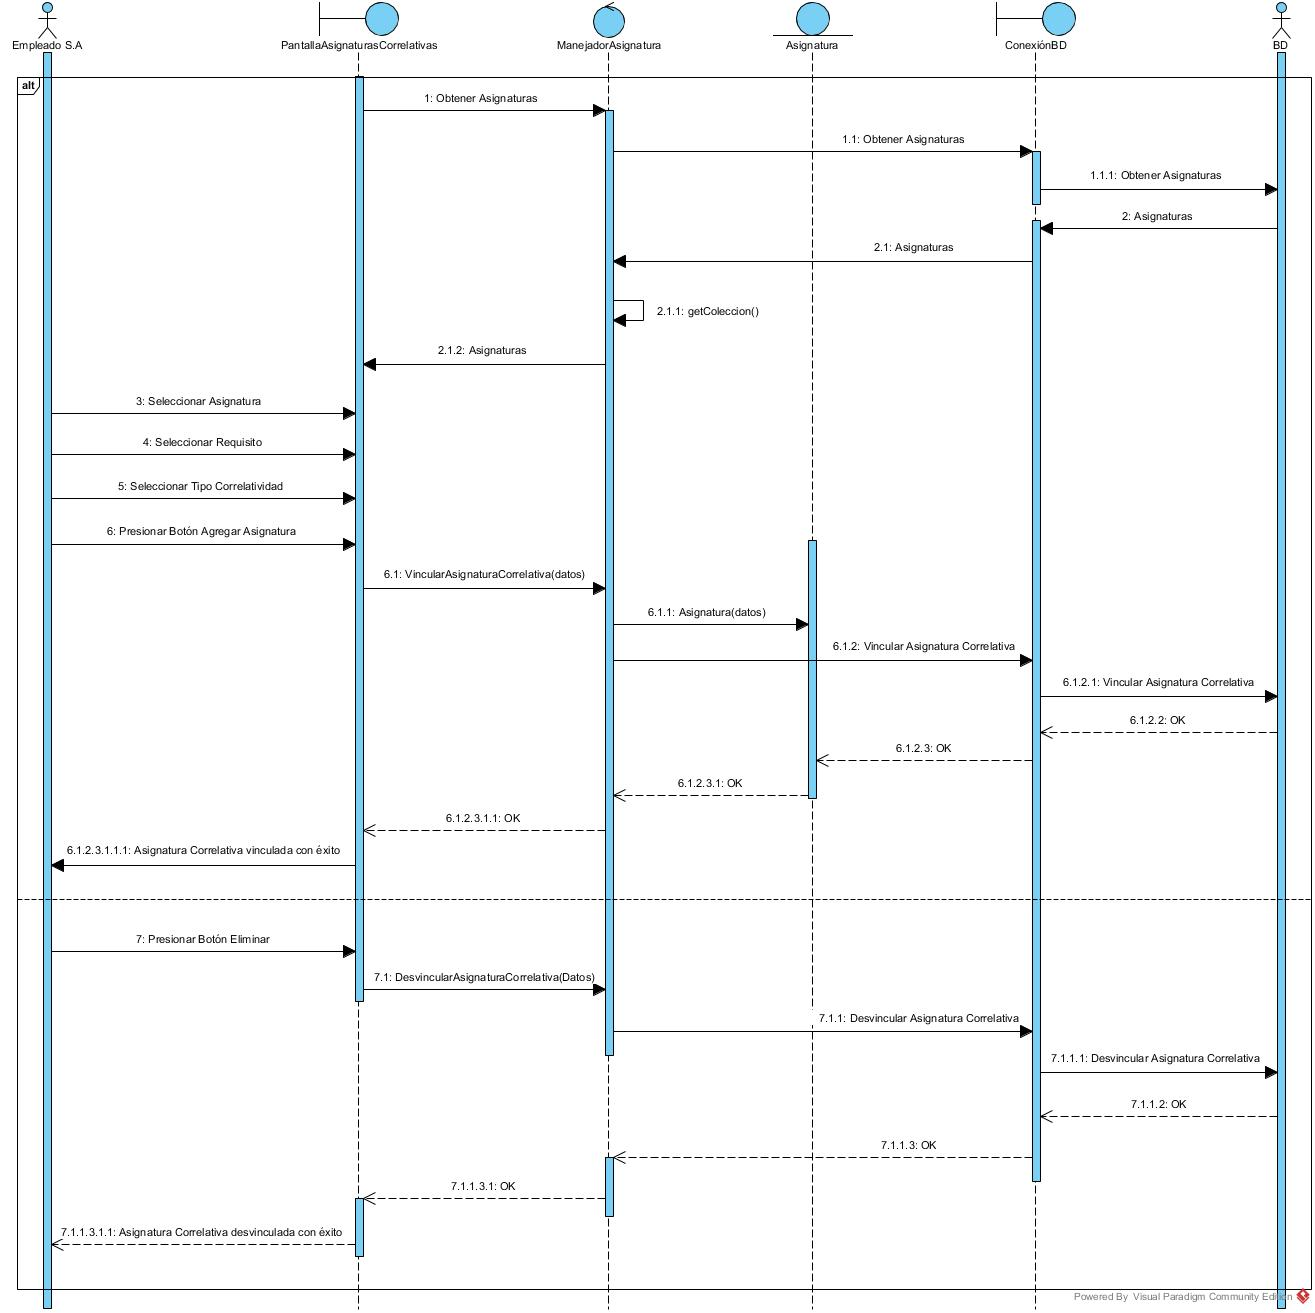 Empleado S.A
PantallaAsignaturasCorrelativas
ManejadorAsignatura
Asignatura
ConexiónBD
BD
alt
1: Obtener Asignaturas
1.1: Obtener Asignaturas
1.1.1: Obtener Asignaturas
2: Asignaturas
2.1: Asignaturas
2.1.1: getColeccion()
2.1.2: Asignaturas
3: Seleccionar Asignatura
4: Seleccionar Requisito
5: Seleccionar Tipo Correlatividad
6: Presionar Botón Agregar Asignatura
6.1: VincularAsignaturaCorrelativa(datos)
6.1.1: Asignatura(datos)
6.1.2: Vincular Asignatura Correlativa
6.1.2.1: Vincular Asignatura Correlativa
6.1.2.2: OK
6.1.2.3: OK
6.1.2.3.1: OK
6.1.2.3.1.1: OK
6.1.2.3.1.1.1: Asignatura Correlativa vinculada con éxito
7: Presionar Botón Eliminar
7.1: DesvincularAsignaturaCorrelativa(Datos)
7.1.1: Desvincular Asignatura Correlativa
7.1.1.1: Desvincular Asignatura Correlativa
7.1.1.2: OK
7.1.1.3: OK
7.1.1.3.1: OK
7.1.1.3.1.1: Asignatura Correlativa desvinculada con éxito
Powered By Visual Paradigm Community Edition